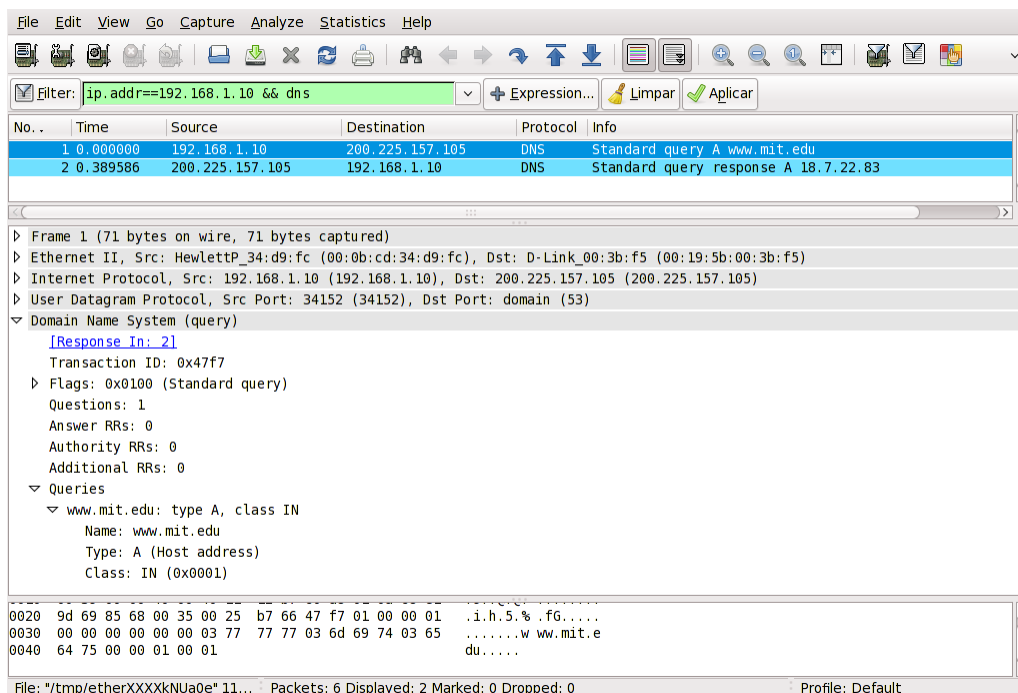 File Edit View Go Capture Analyze Statistics Help
Filter: ip.addr==192.168.1.10 && dns Expression... Limpar Aplicar
No. . Time Source Destination Protocol Info
1 0.000000 192.168.1.10 200.225.157.105 DNS Standard query A www.mit.edu
2 0.389586 200.225.157.105 192.168.1.10 DNS Standard query response A 18.7.22.83
Frame 1 (71 bytes on wire, 71 bytes captured)
Ethernet II, Src: HewlettP_34:d9:fc (00:0b:cd:34:d9:fc), Dst: D-Link_00:3b:f5 (00:19:5b:00:3b:f5)
Internet Protocol, Src: 192.168.1.10 (192.168.1.10), Dst: 200.225.157.105 (200.225.157.105)
User Datagram Protocol, Src Port: 34152 (34152), Dst Port: domain (53)
Domain Name System (query)
[Response In: 2]
Transaction ID: 0x47f7
Flags: 0x0100 (Standard query)
Questions: 1
Answer RRs: 0
Authority RRs: 0
Additional RRs: 0
Queries
www.mit.edu: type A, class IN
Name: www.mit.edu
Type: A (Host address)
Class: IN (0x0001)
0020 9d 69 85 68 00 35 00 25 b7 66 47 f7 01 00 00 01 .i.h.5.% .fG.....
0030 00 00 00 00 00 00 03 77 77 77 03 6d 69 74 03 65 .......w ww.mit.e
0040 64 75 00 00 01 00 01 du.....
File: "/tmp/etherXXXXkNUa0e" 11... Packets: 6 Displayed: 2 Marked: 0 Dropped: 0 Profile: Default